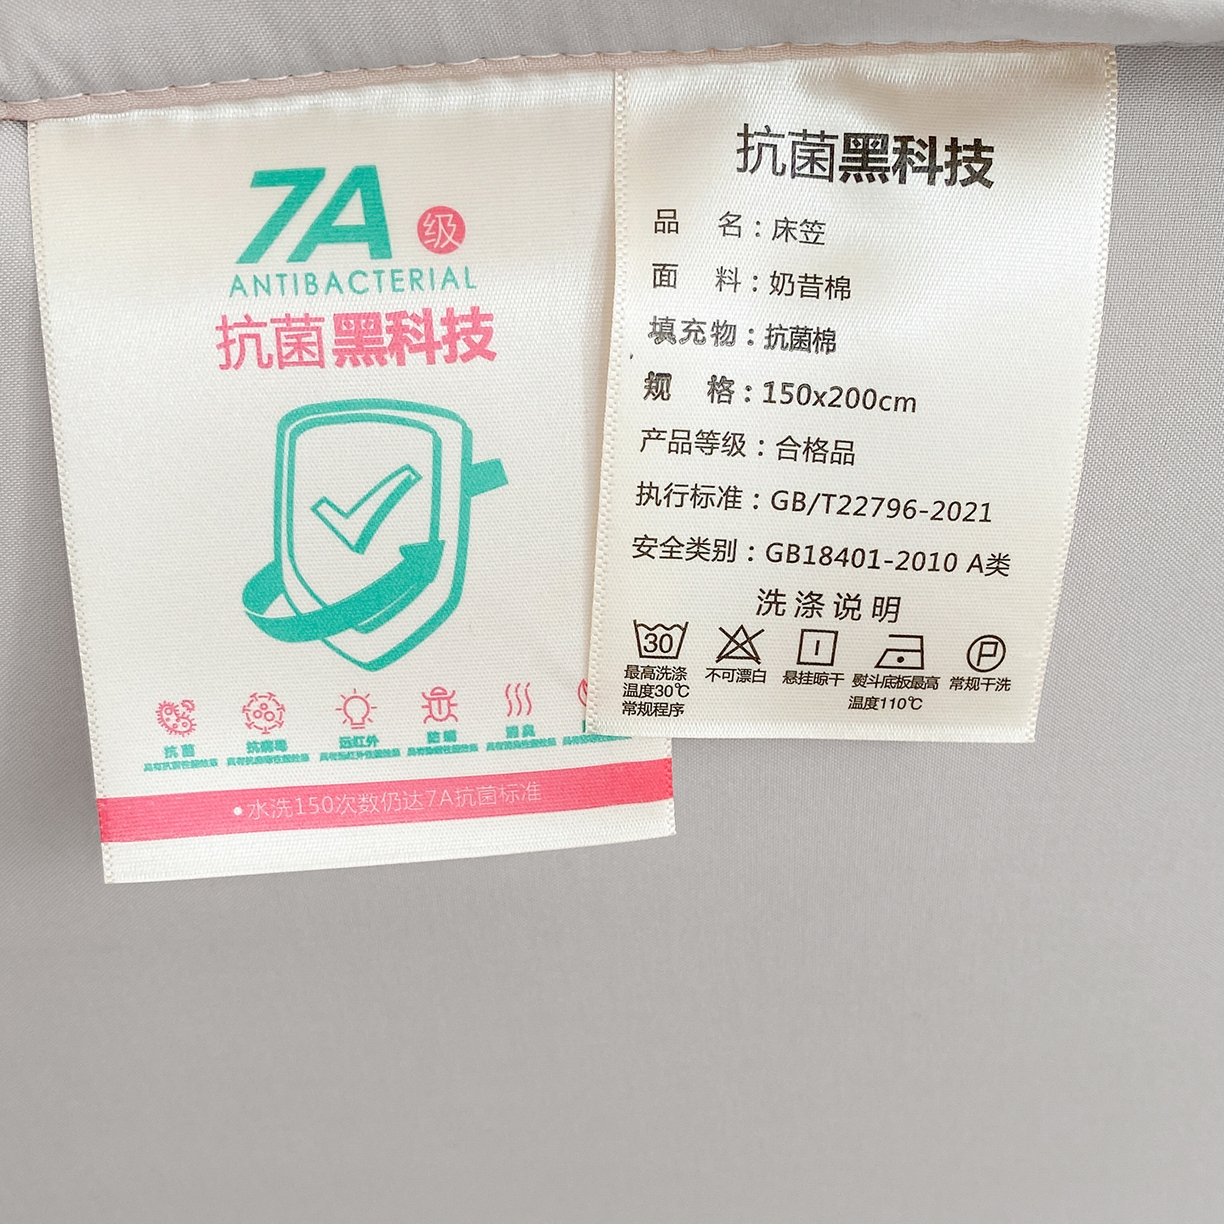 7A级
ANTIBACTERIAL
抗菌黑科技
抗菌 抗病毒 远红外 防螨 消臭
•水洗150次数仍达7A抗菌标准
抗菌黑科技
品 名：床笠
面 料：奶昔棉
填充物：抗菌棉
规 格：150x200cm
产品等级：合格品
执行标准：GB/T22796-2021
安全类别：GB18401-2010 A类
洗涤说明
30 P
最高洗涤 不可漂白 悬挂晾干 熨斗底板最高 常规干洗
温度30℃ 温度110℃
常规程序